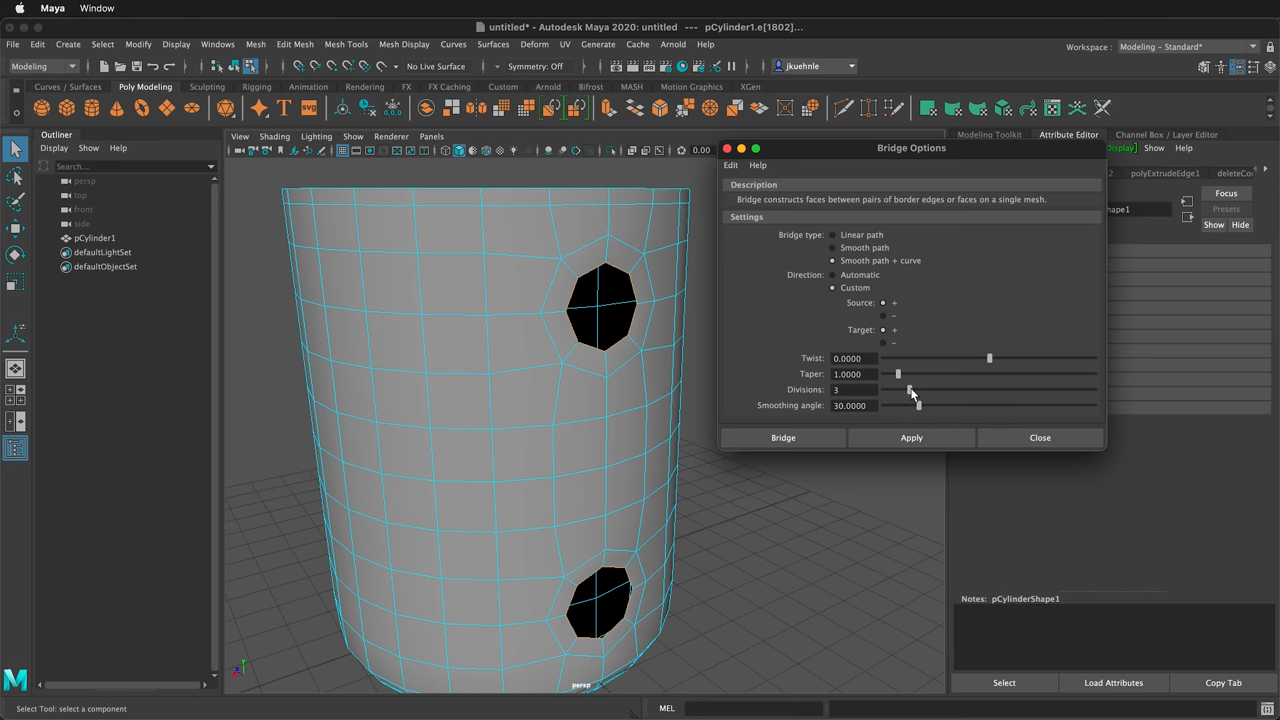 Maya Window
untitled* - Autodesk Maya 2020: untitled --- pCylinder1.e[1802]...
File Edit Create Select Modify Display Windows Mesh Edit Mesh Mesh Tools Mesh Display Curves Surfaces Deform UV Generate Cache Arnold Help
Workspace : Modeling - Standard*
Modeling No Live Surface Symmetry: Off jkuehnle
Curves / Surfaces Poly Modeling Sculpting Rigging Animation Rendering FX FX Caching Custom Arnold Bifrost MASH Motion Graphics XGen
SVG
0,0,0
Outliner
Display Show Help
Search...
persp
top
front
side
pCylinder1
defaultLightSet
defaultObjectSet
View Shading Lighting Show Renderer Panels
0.00
persp
Bridge Options
Edit Help
Description
Bridge constructs faces between pairs of border edges or faces on a single mesh.
Settings
Bridge type: Linear path
Smooth path
Smooth path + curve
Direction: Automatic
Custom
Source: +
-
Target: +
-
Twist: 0.0000
Taper: 1.0000
Divisions: 3
Smoothing angle: 30.0000
Bridge Apply Close
Modeling Toolkit Attribute Editor Channel Box / Layer Editor
Display] Show Help
2 polyExtrudeEdge1 deleteCo
hape1
Focus
Presets
Show Hide
Notes: pCylinderShape1
Select Load Attributes Copy Tab
Select Tool: select a component
MEL